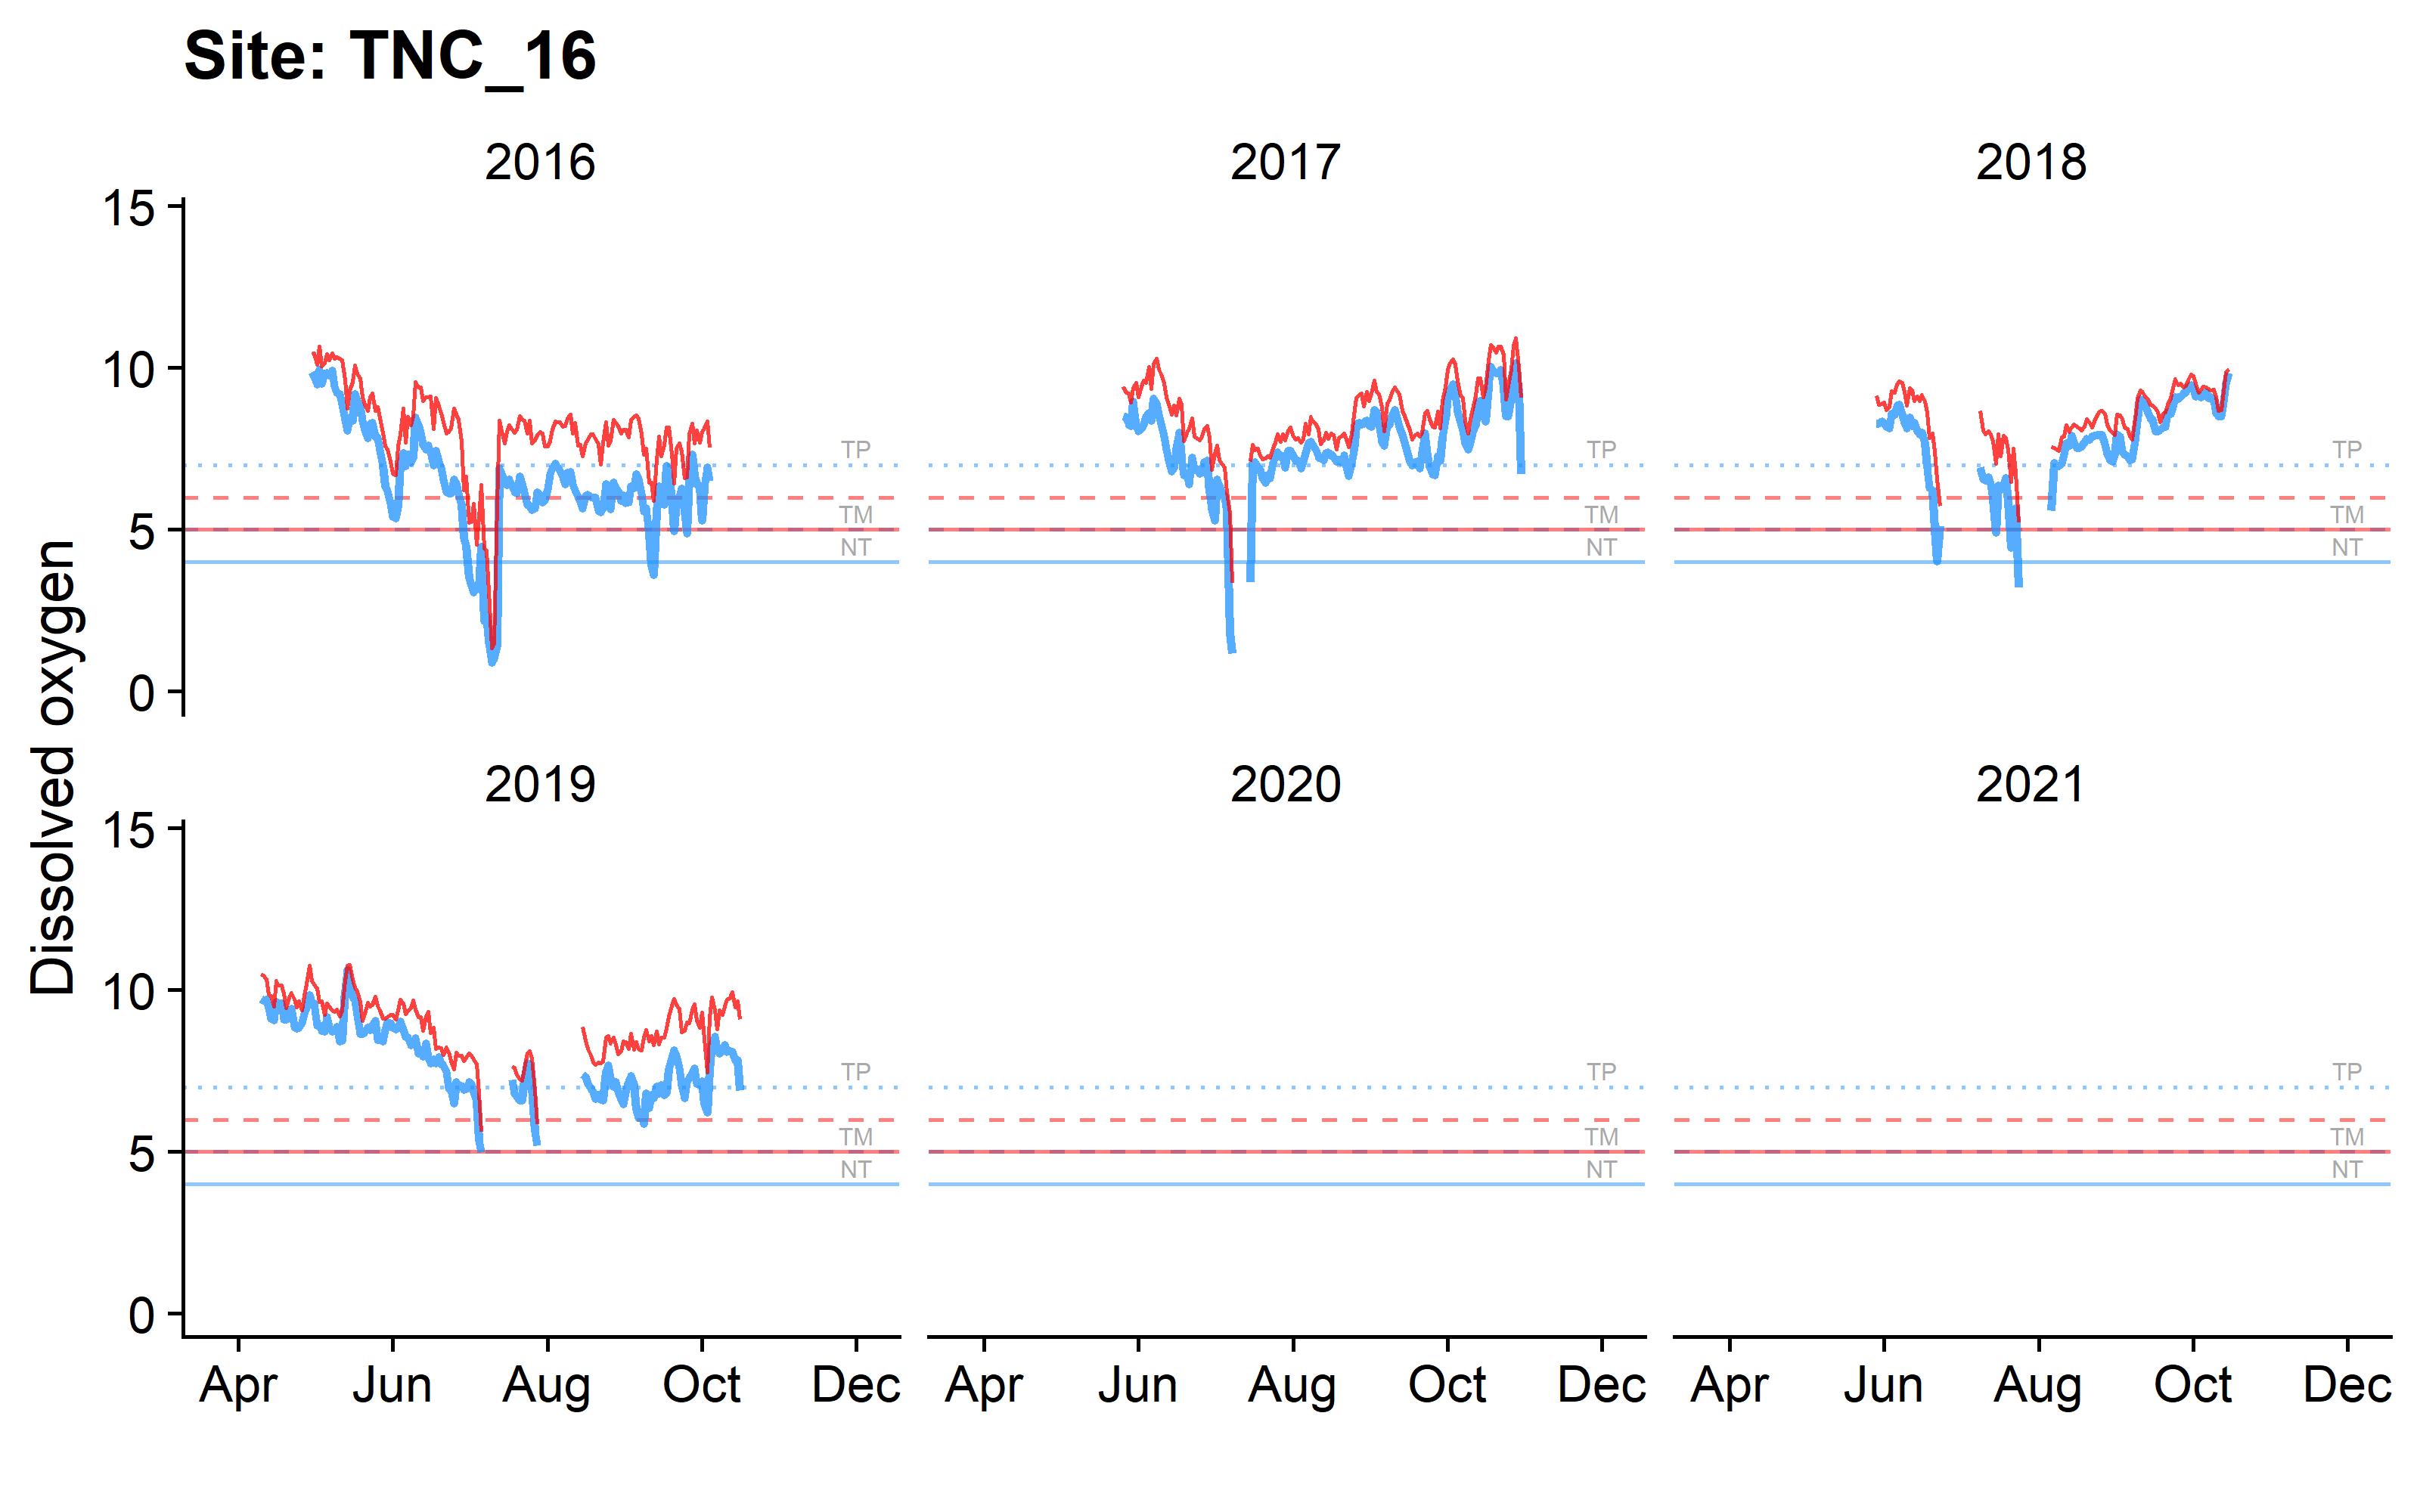 Site: TNC_16
2016 2017 2018
15
10
5
0
TP TP TP
TM TM TM
NT NT NT
Dissolved oxygen
2019 2020 2021
15
10
5
0
TP TP TP
TM TM TM
NT NT NT
Apr Jun Aug Oct Dec Apr Jun Aug Oct Dec Apr Jun Aug Oct Dec